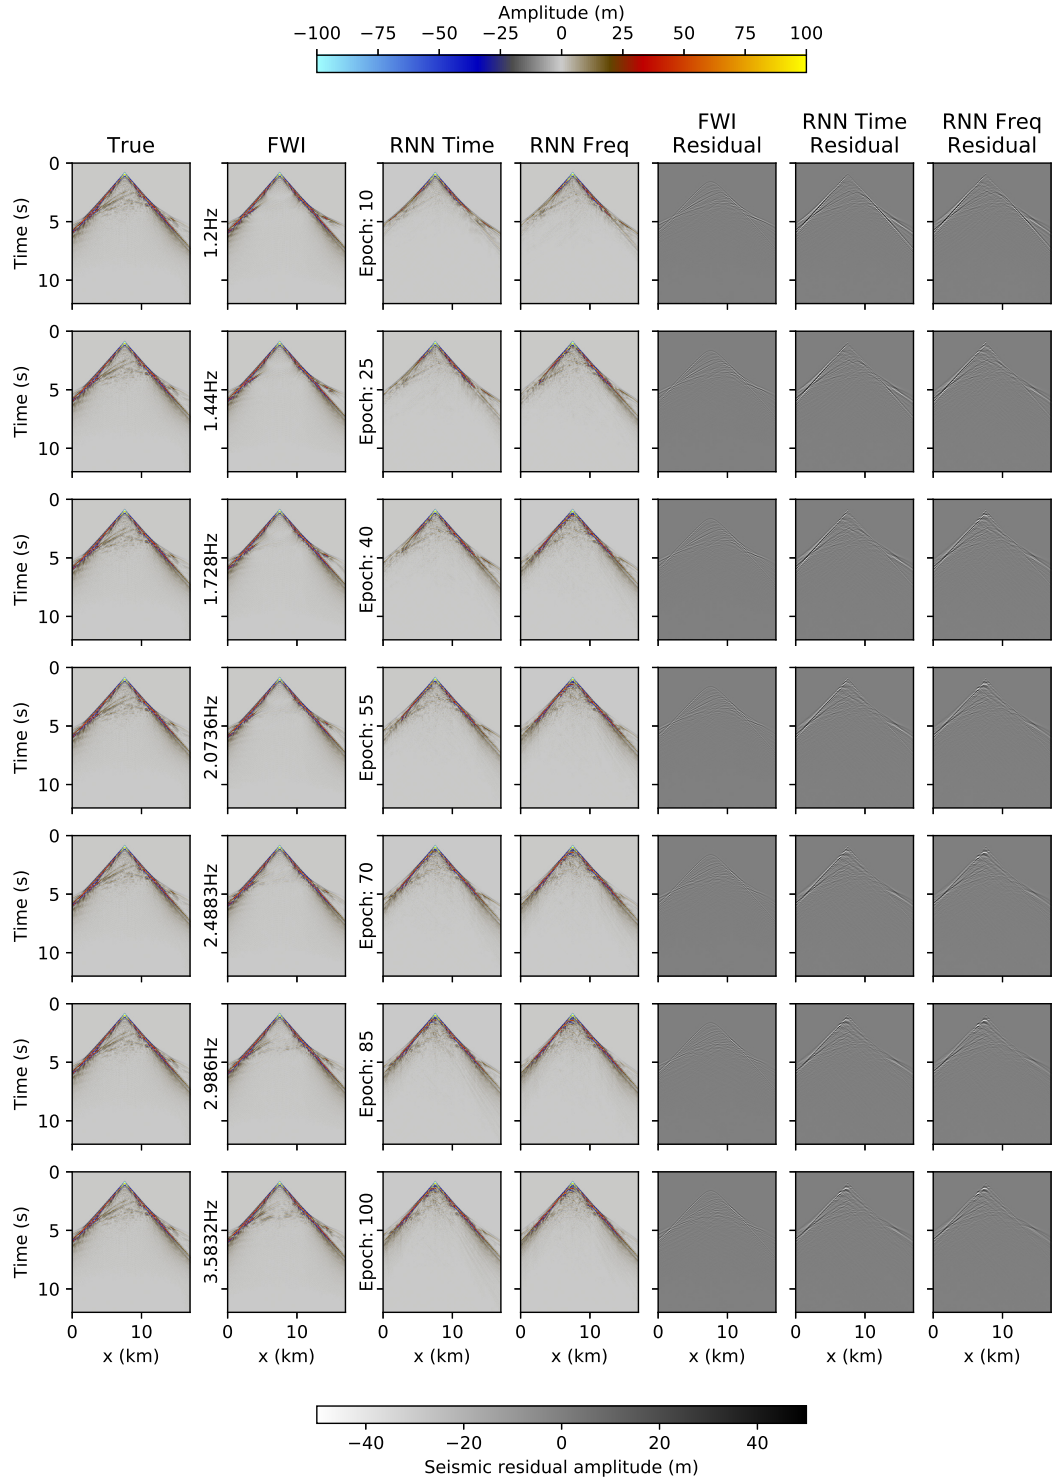 Amplitude (m)
−100 −75 −50 −25 0 25 50 75 100
True FWI RNN Time RNN Freq FWI Residual RNN Time Residual RNN Freq Residual
0
5
10
Time (s)
1.2Hz
Epoch: 10
0
5
10
Time (s)
1.44Hz
Epoch: 25
0
5
10
Time (s)
1.728Hz
Epoch: 40
0
5
10
Time (s)
2.0736Hz
Epoch: 55
0
5
10
Time (s)
2.4883Hz
Epoch: 70
0
5
10
Time (s)
2.986Hz
Epoch: 85
0
5
10
Time (s)
3.5832Hz
Epoch: 100
0 10 0 10 0 10 0 10 0 10 0 10 0 10
x (km) x (km) x (km) x (km) x (km) x (km) x (km)
−40 −20 0 20 40
Seismic residual amplitude (m)